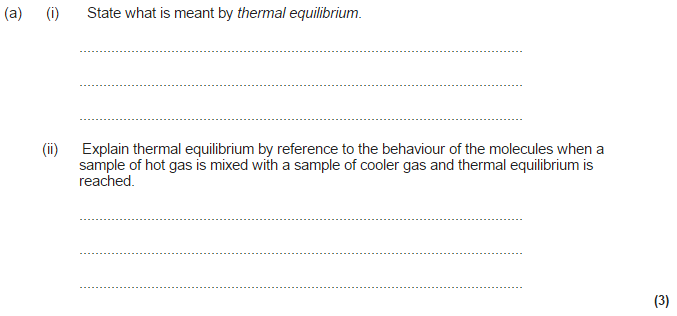 (a) (i) State what is meant by thermal equilibrium.
(ii) Explain thermal equilibrium by reference to the behaviour of the molecules when a
sample of hot gas is mixed with a sample of cooler gas and thermal equilibrium is
reached.
(3)